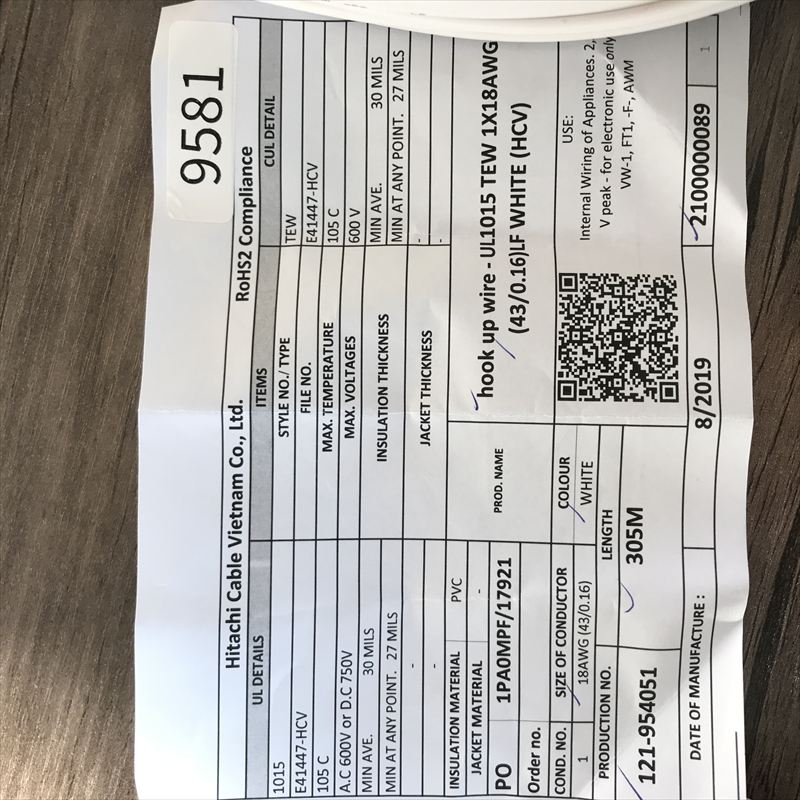 9581
Hitachi Cable Vietnam Co., Ltd. RoHS2 Compliance
UL DETAILS ITEMS CUL DETAIL
1015 STYLE NO./ TYPE TEW
E41447-HCV FILE NO. E41447-HCV
105 C MAX. TEMPERATURE 105 C
A.C 600V or D.C 750V MAX. VOLTAGES 600 V
MIN AVE. 30 MILS INSULATION THICKNESS MIN AVE. 30 MILS
MIN AT ANY POINT. 27 MILS MIN AT ANY POINT. 27 MILS
- JACKET THICKNESS -
- -
INSULATION MATERIAL PVC
JACKET MATERIAL -
PROD. NAME
hook up wire - UL1015 TEW 1X18AWG
(43/0.16)LF WHITE (HCV)
PO 1PA0MPF/17921
Order no.
COND. NO. SIZE OF CONDUCTOR COLOUR
1 18AWG (43/0.16) WHITE
USE:
Internal Wiring of Appliances. 2,
V peak - for electronic use only
VW-1, FT1, -F-, AWM
PRODUCTION NO. LENGTH
121-954051 305M
DATE OF MANUFACTURE : 8/2019 2100000089 1